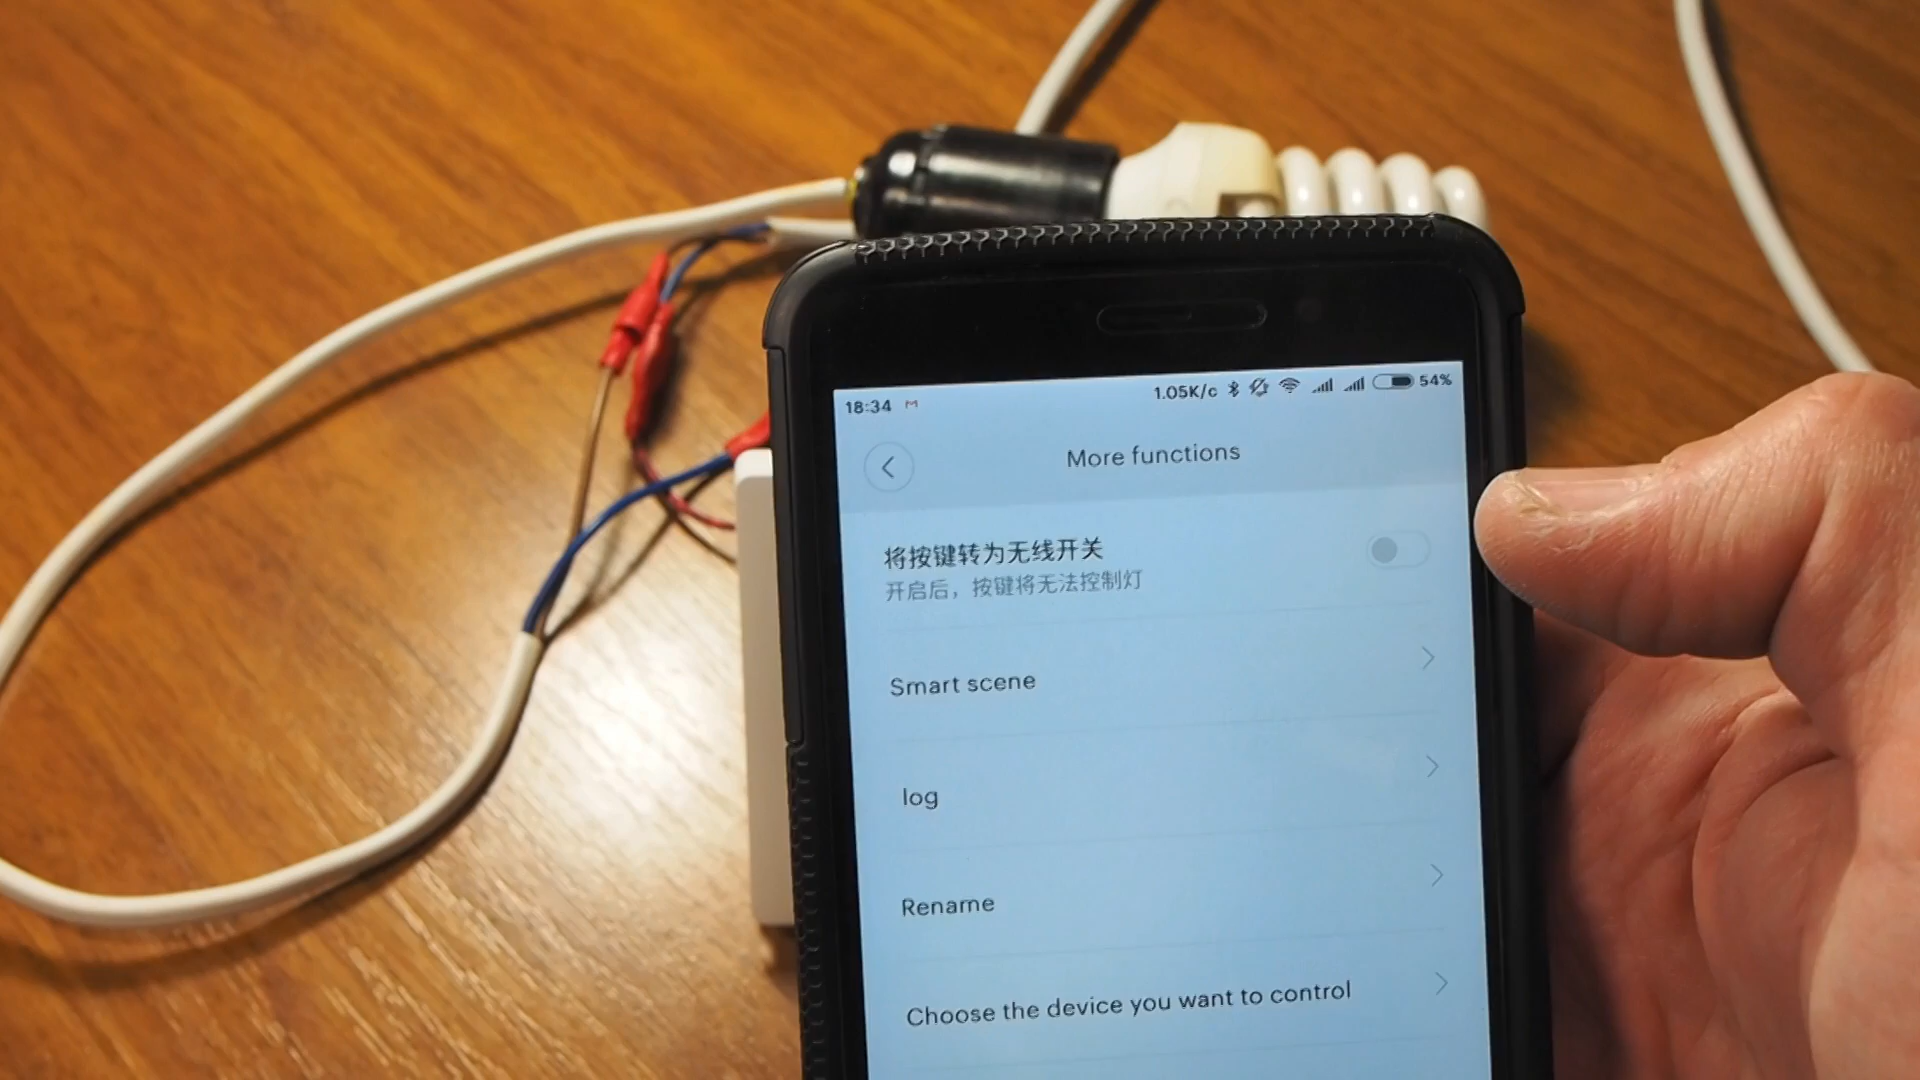 18:34 1.05K/c 54%
More functions
将按键转为无线开关
开启后，按键将无法控制灯
Smart scene
log
Rename
Choose the device you want to control